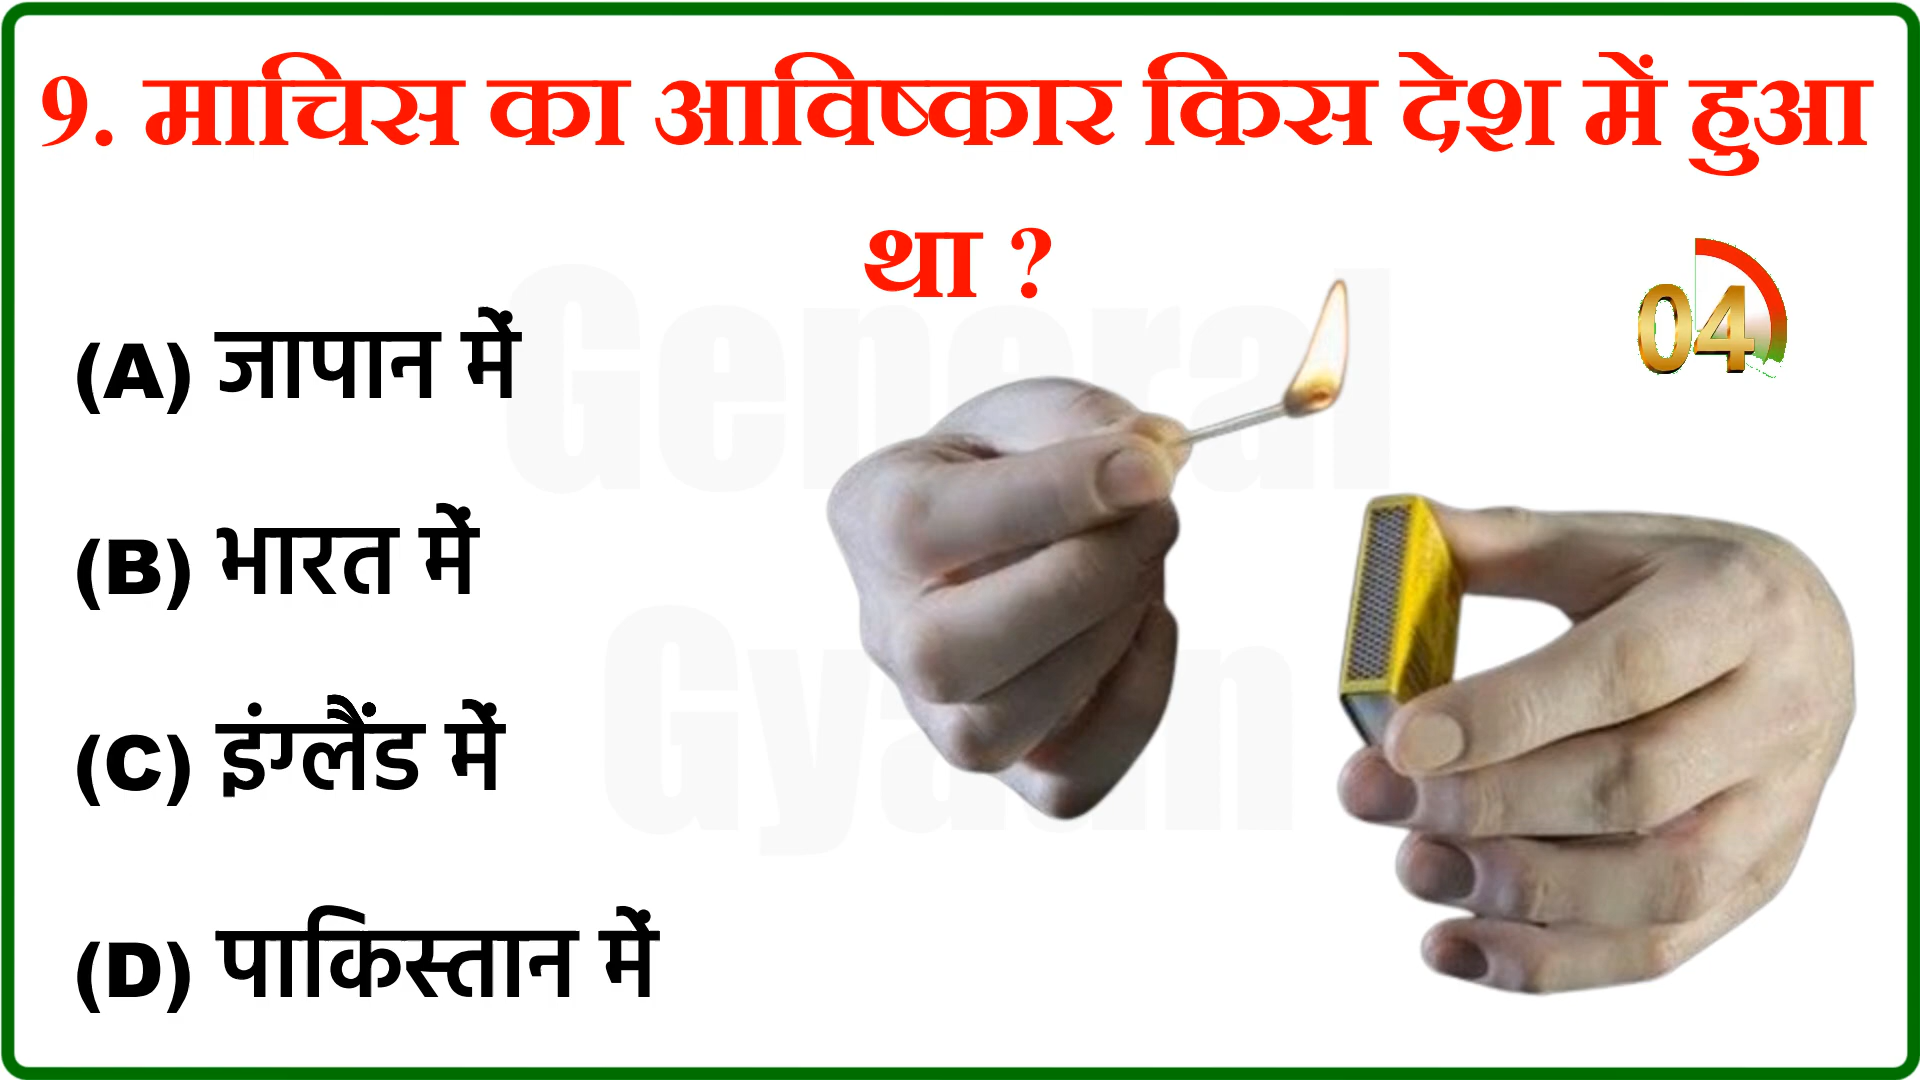 9. माचिस का आविष्कार किस देश में हुआ
था ?
04
(A) जापान में
(B) भारत में
(C) इंग्लैंड में
(D) पाकिस्तान में
General
Gyaan